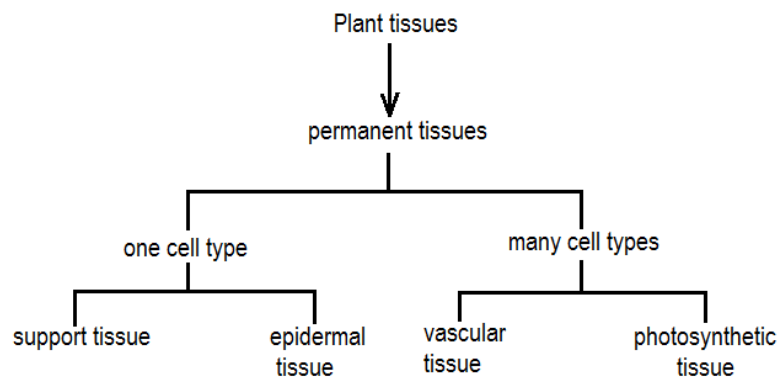 Plant tissues
permanent tissues
one cell type
many cell types
support tissue
epidermal
tissue
vascular
tissue
photosynthetic
tissue